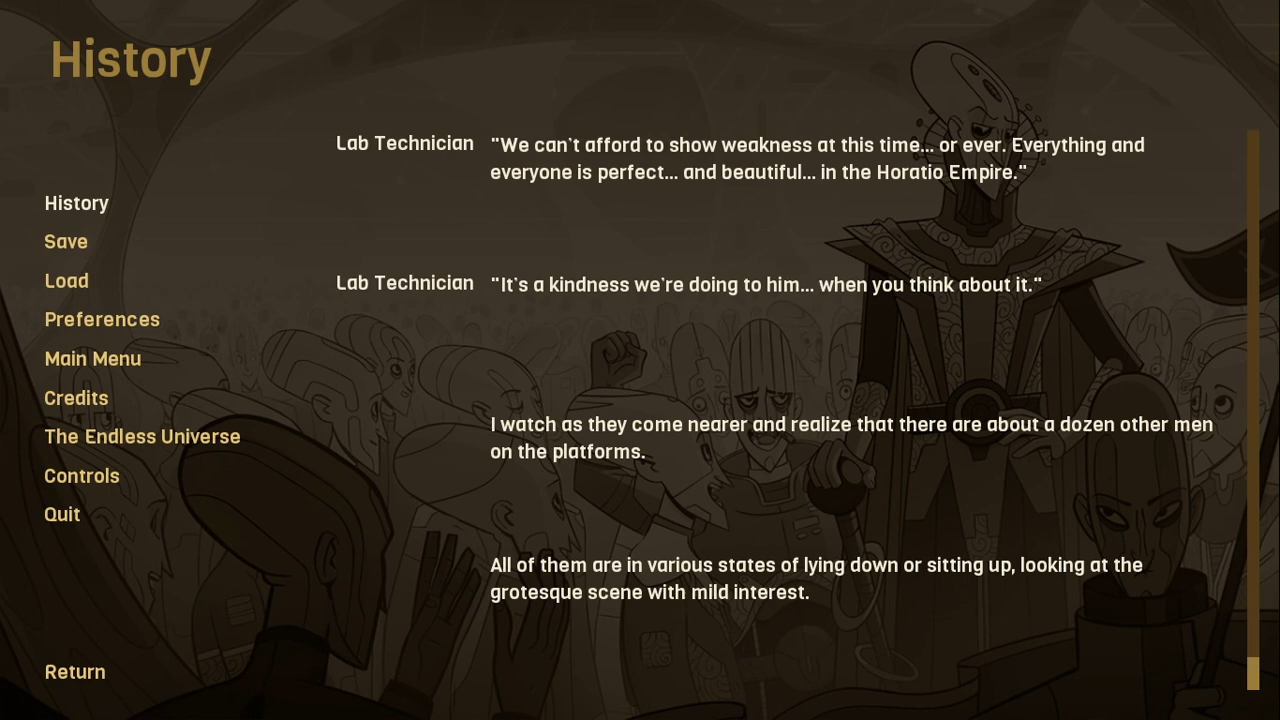 History
Lab Technician
"We can't afford to show weakness at this time... or ever. Everything and
everyone is perfect... and beautiful... in the Horatio Empire."
Lab Technician
"It's a kindness we're doing to him... when you think about it."
I watch as they come nearer and realize that there are about a dozen other men
on the platforms.
All of them are in various states of lying down or sitting up, looking at the
grotesque scene with mild interest.
History
Save
Load
Preferences
Main Menu
Credits
The Endless Universe
Controls
Quit
Return